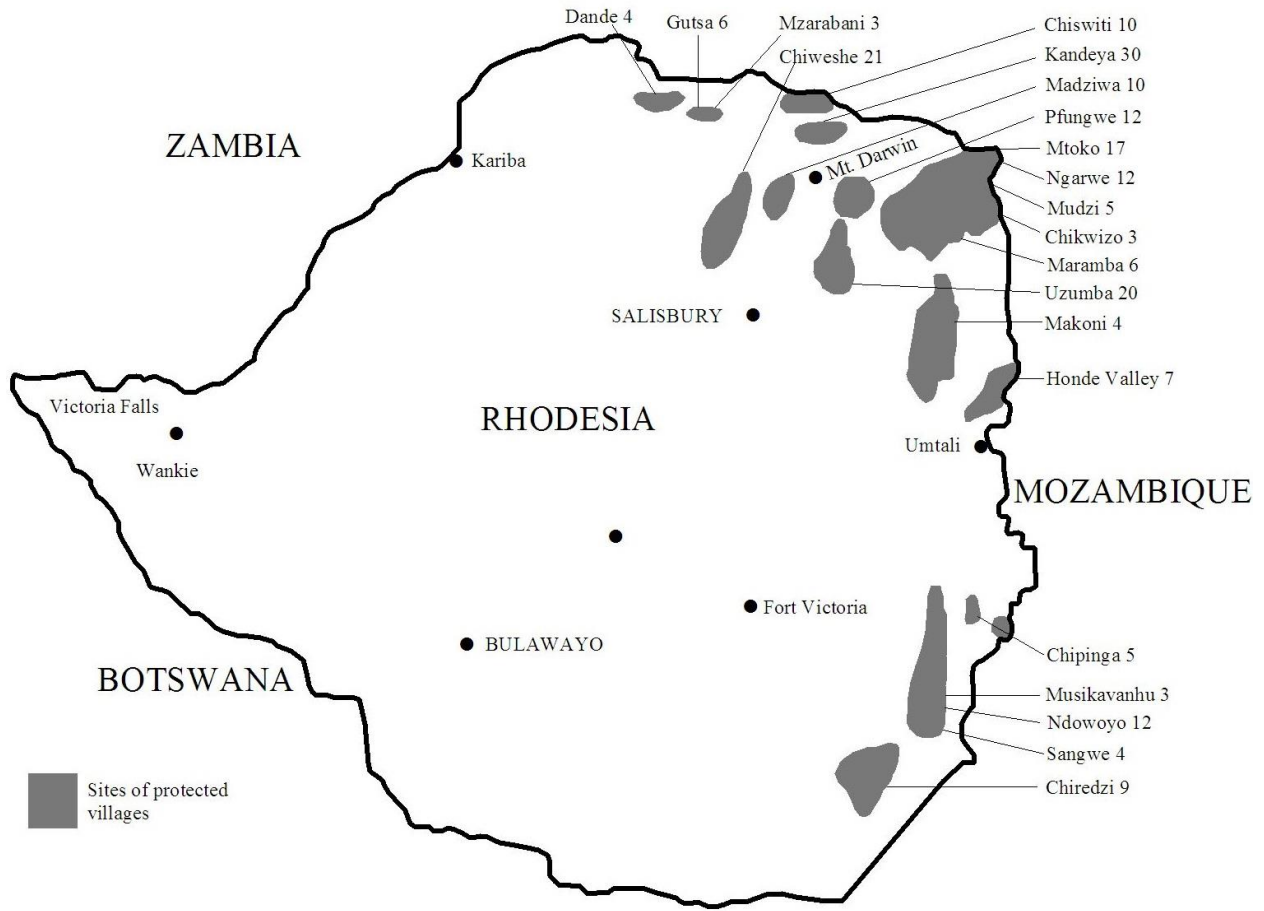 Dande 4
Gutsa 6
Mzarabani 3
Chiweshe 21
Chiswiti 10
Kandeya 30
Madziwa 10
Pfungwe 12
Mtoko 17
Ngarwe 12
Mudzi 5
Chikwizo 3
Maramba 6
Uzumba 20
Makoni 4
Honde Valley 7
ZAMBIA
Kariba
Mt. Darwin
SALISBURY
Victoria Falls
RHODESIA
Wankie
Umtali
MOZAMBIQUE
Fort Victoria
BULAWAYO
BOTSWANA
Chipinga 5
Musikavanhu 3
Ndowoyo 12
Sangwe 4
Chiredzi 9
Sites of protected
villages